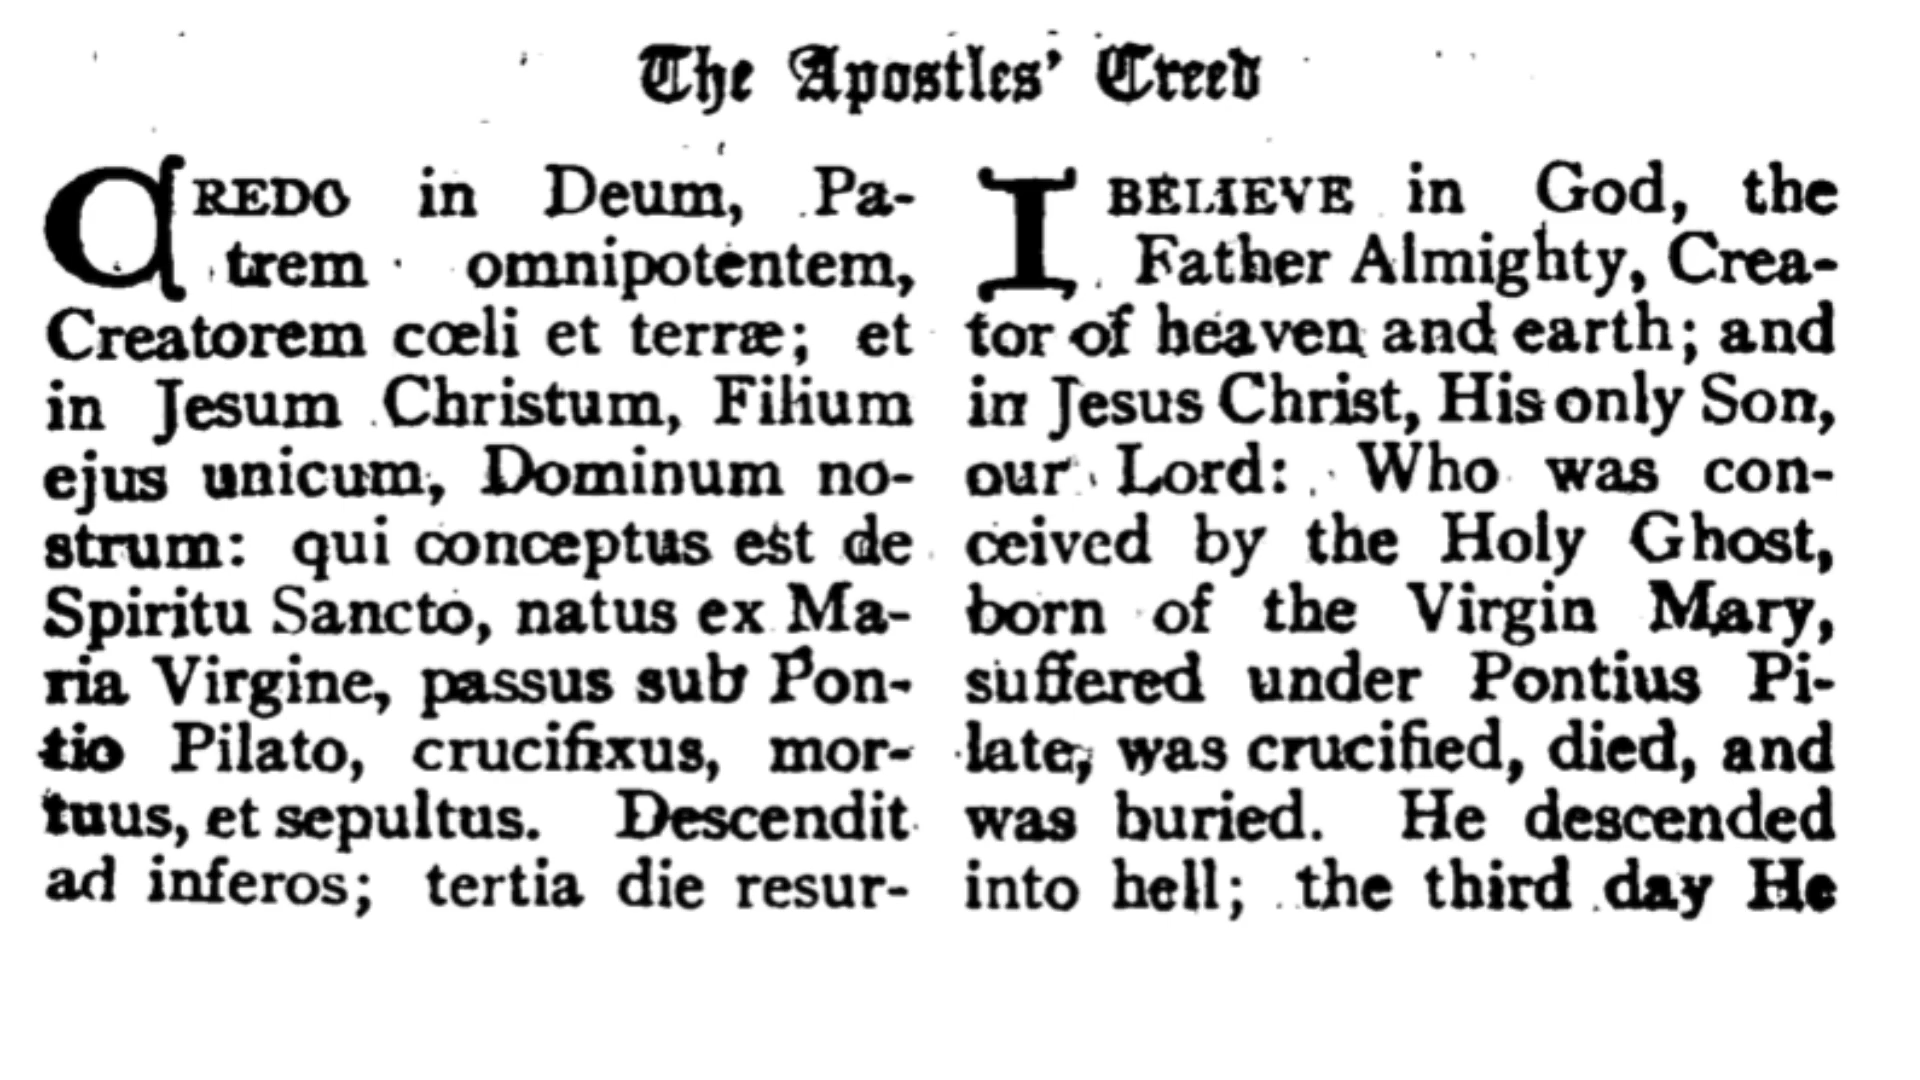 The Apostles' Creed
CREDO in Deum, Pa-
trem omnipotentem,
Creatorem cœli et terræ; et
in Jesum Christum, Filium
ejus unicum, Dominum no-
strum: qui conceptus est de
Spiritu Sancto, natus ex Ma-
ria Virgine, passus sub Pon-
tio Pilato, crucifixus, mor-
tuus, et sepultus. Descendit
ad inferos; tertia die resur-
I BELIEVE in God, the
Father Almighty, Crea-
tor of heaven and earth; and
in Jesus Christ, His only Son,
our Lord: Who was con-
ceived by the Holy Ghost,
born of the Virgin Mary,
suffered under Pontius Pi-
late, was crucified, died, and
was buried. He descended
into hell; the third day He